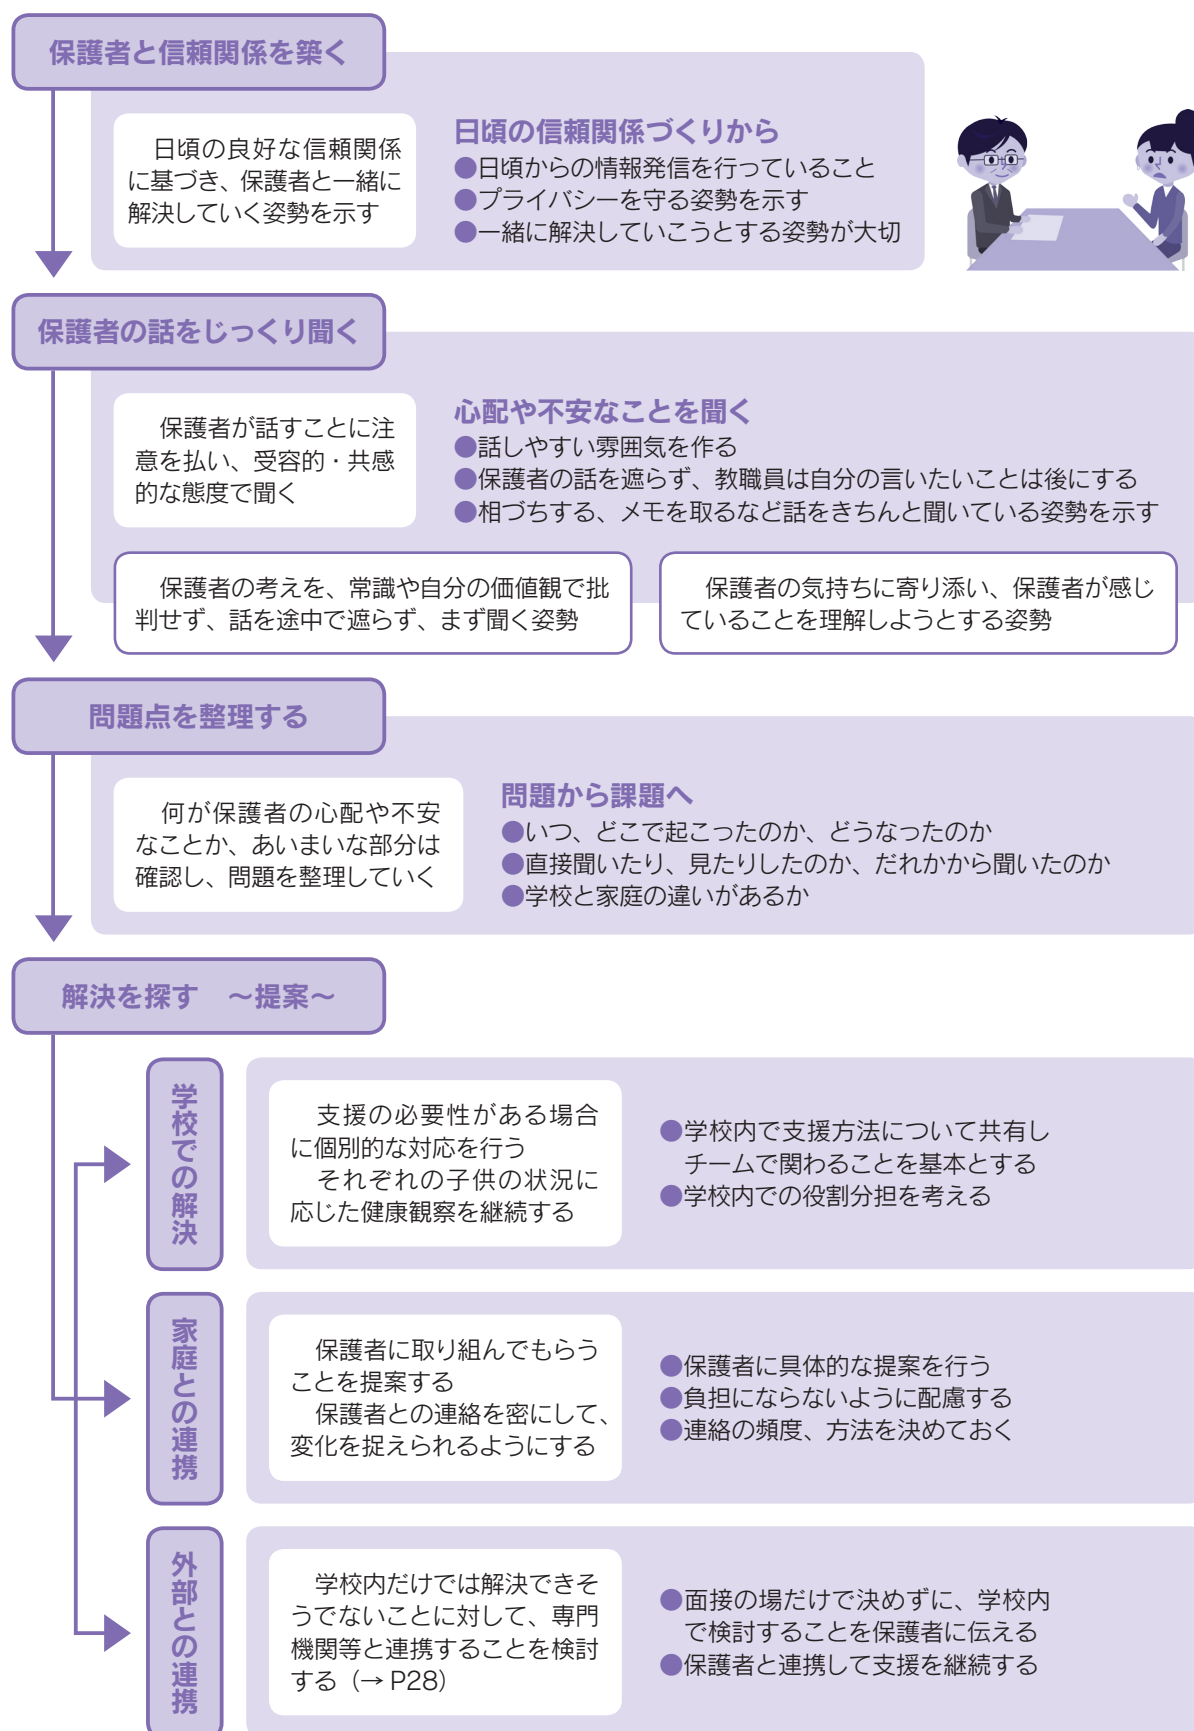 保護者と信頼関係を築く
日頃の良好な信頼関係
に基づき、保護者と一緒に
解決していく姿勢を示す
日頃の信頼関係づくりから
●日頃からの情報発信を行っていること
●プライバシーを守る姿勢を示す
●一緒に解決していこうとする姿勢が大切
保護者の話をじっくり聞く
保護者が話すことに注
意を払い、受容的・共感
的な態度で聞く
心配や不安なことを聞く
●話しやすい雰囲気を作る
●保護者の話を遮らず、教職員は自分の言いたいことは後にする
●相づちする、メモを取るなど話をきちんと聞いている姿勢を示す
保護者の考えを、常識や自分の価値観で批
判せず、話を途中で遮らず、まず聞く姿勢
保護者の気持ちに寄り添い、保護者が感じ
ていることを理解しようとする姿勢
問題点を整理する
何が保護者の心配や不安
なことか、あいまいな部分は
確認し、問題を整理していく
問題から課題へ
●いつ、どこで起こったのか、どうなったのか
●直接聞いたり、見たりしたのか、だれかから聞いたのか
●学校と家庭の違いがあるか
解決を探す　～提案～
学校での解決
支援の必要性がある場合
に個別的な対応を行う
それぞれの子供の状況に
応じた健康観察を継続する
●学校内で支援方法について共有し
チームで関わることを基本とする
●学校内での役割分担を考える
家庭との連携
保護者に取り組んでもらう
ことを提案する
保護者との連絡を密にして、
変化を捉えられるようにする
●保護者に具体的な提案を行う
●負担にならないように配慮する
●連絡の頻度、方法を決めておく
外部との連携
学校内だけでは解決できそ
うでないことに対して、専門
機関等と連携することを検討
する（→ P28）
●面接の場だけで決めずに、学校内
で検討することを保護者に伝える
●保護者と連携して支援を継続する